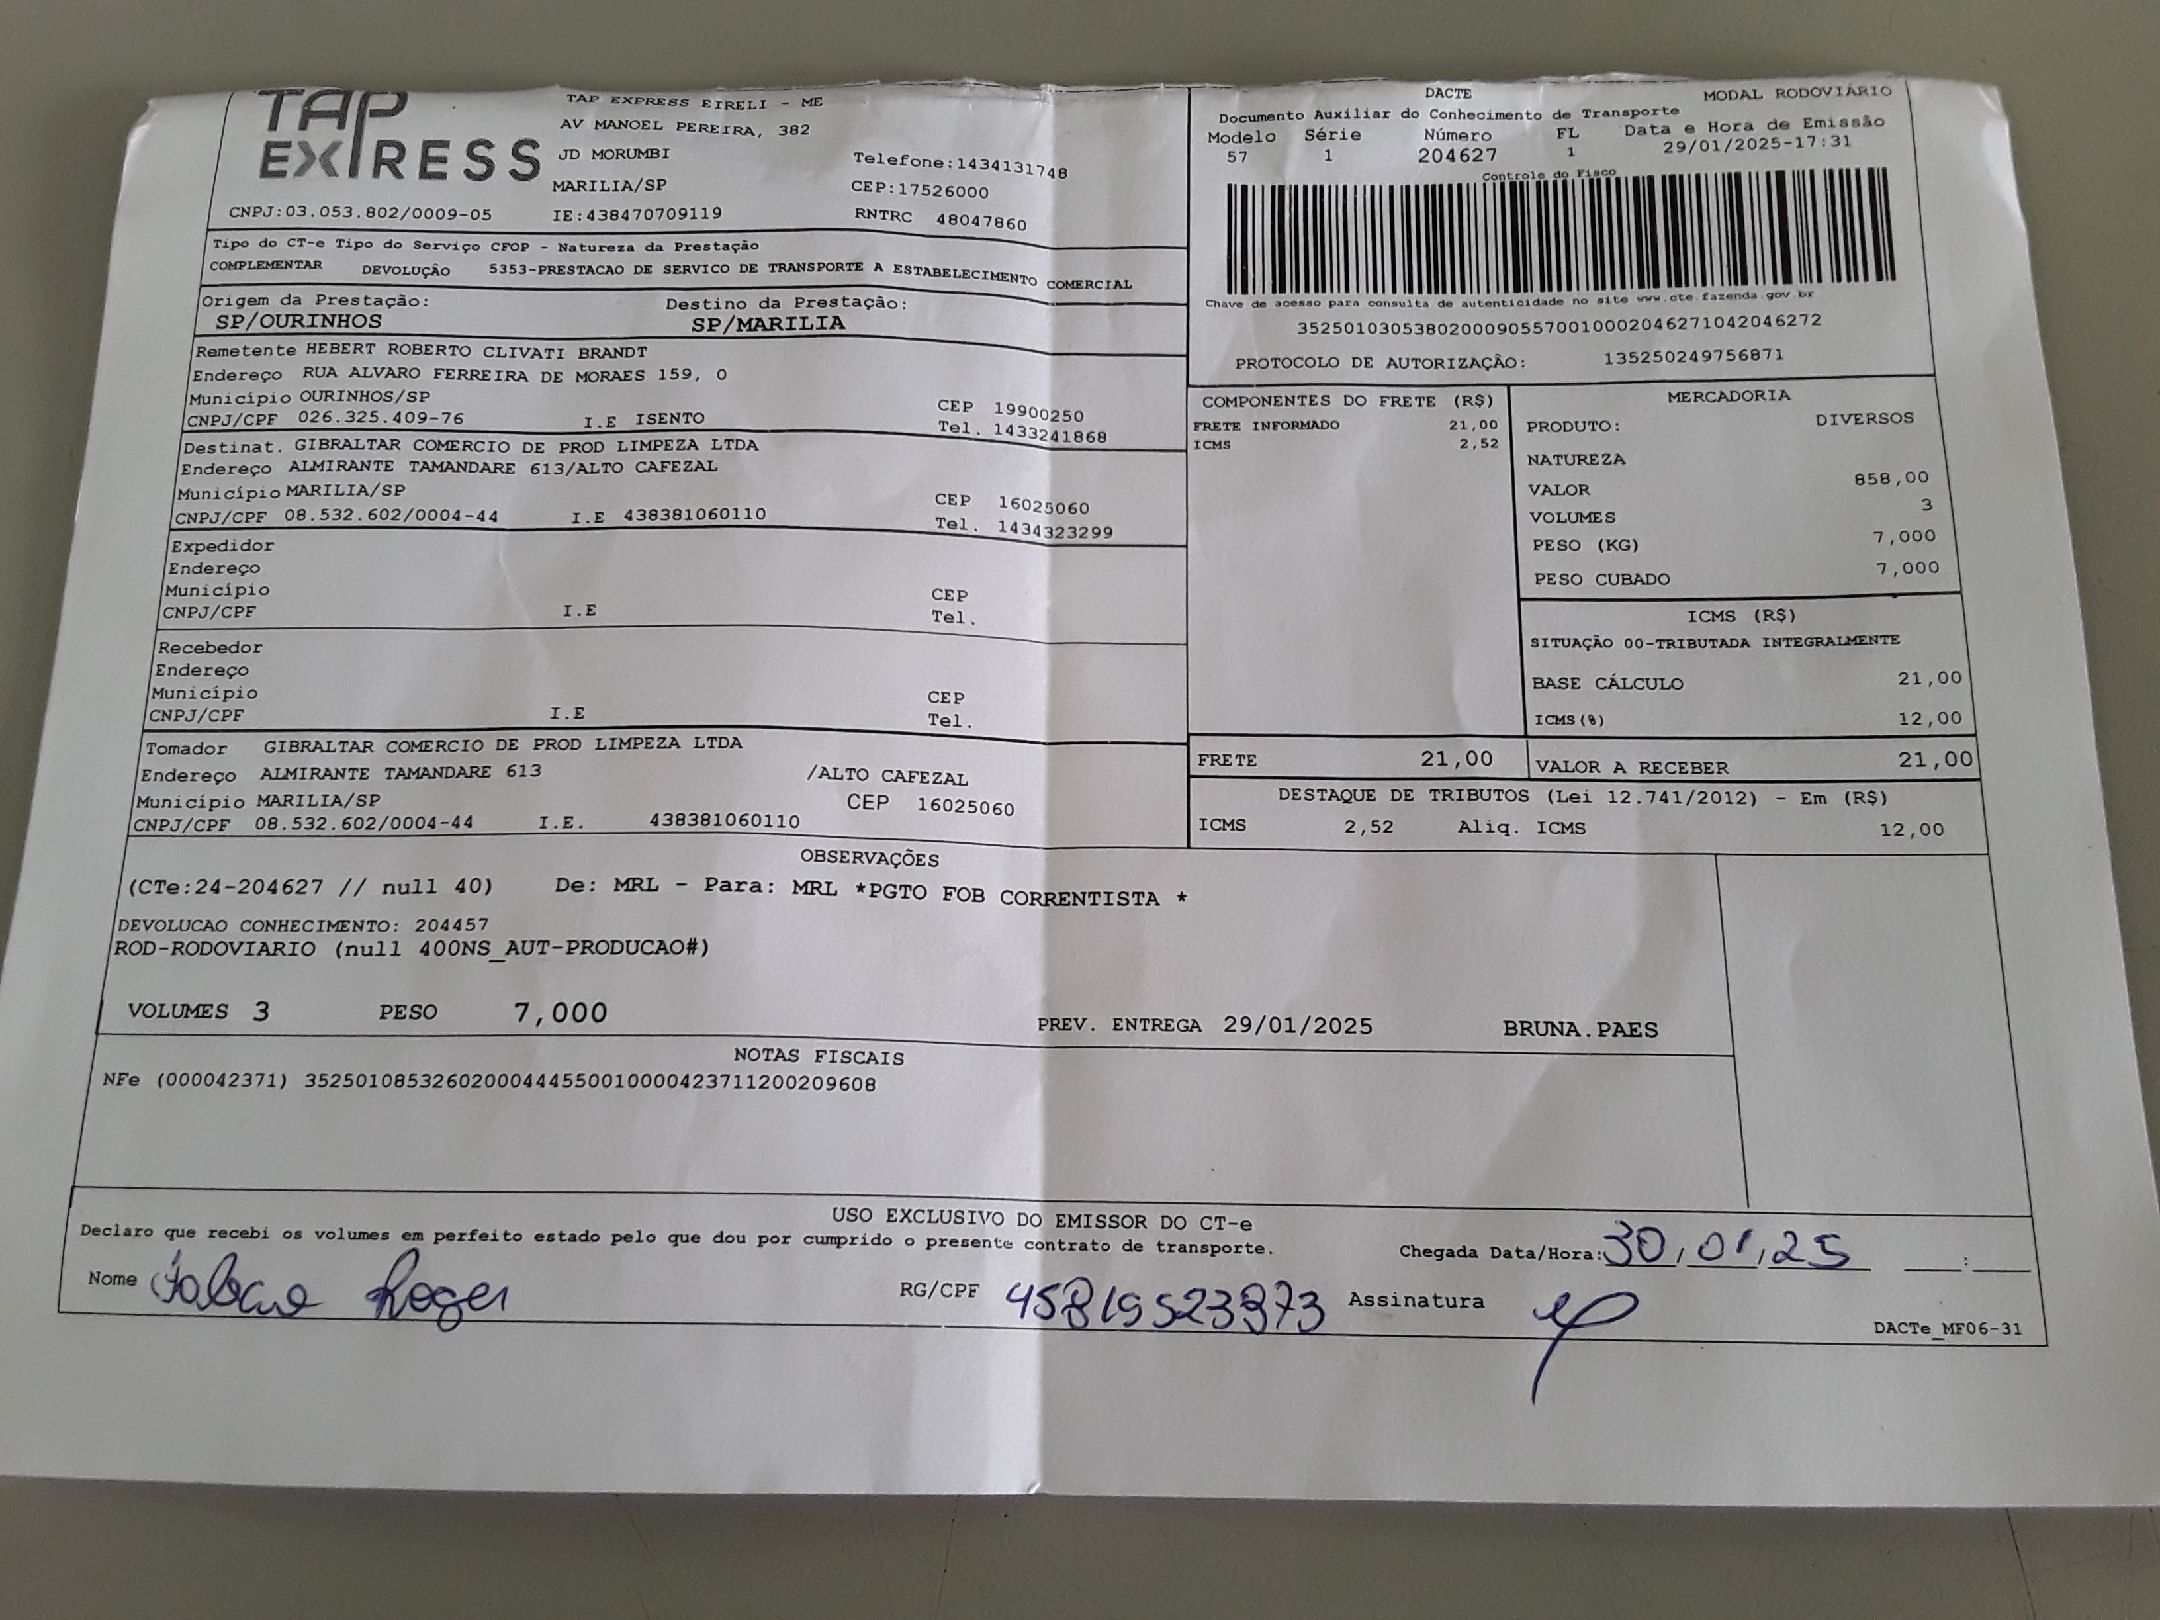 TAP EXPRESS
TAP EXPRESS EIRELI - ME
AV MANOEL PEREIRA, 382
JD MORUMBI
Telefone:1434131748
MARILIA/SP
CEP:17526000
CNPJ:03.053.802/0009-05 IE:438470709119
RNTRC 48047860
DACTE
MODAL RODOVIÁRIO
Documento Auxiliar do Conhecimento de Transporte
Modelo Série Número FL Data e Hora de Emissão
57 1 204627 1 29/01/2025-17:31
Controle do Fisco
Chave de acesso para consulta de autenticidade no site www.cte.fazenda.gov.br
35250103053802000905570010002046271042046272
PROTOCOLO DE AUTORIZAÇÃO: 135250249756871
Tipo do CT-e Tipo do Serviço CFOP - Natureza da Prestação
COMPLEMENTAR DEVOLUÇÃO 5353-PRESTACAO DE SERVICO DE TRANSPORTE A ESTABELECIMENTO COMERCIAL
Origem da Prestação: Destino da Prestação:
SP/OURINHOS SP/MARILIA
Remetente HEBERT ROBERTO CLIVATI BRANDT
Endereço RUA ALVARO FERREIRA DE MORAES 159, 0
Município OURINHOS/SP CEP 19900250
CNPJ/CPF 026.325.409-76 I.E ISENTO Tel. 1433241868
Destinat. GIBRALTAR COMERCIO DE PROD LIMPEZA LTDA
Endereço ALMIRANTE TAMANDARE 613/ALTO CAFEZAL
Município MARILIA/SP CEP 16025060
CNPJ/CPF 08.532.602/0004-44 I.E 438381060110 Tel. 1434323299
Expedidor
Endereço
Município CEP
CNPJ/CPF I.E Tel.
Recebedor
Endereço
Município CEP
CNPJ/CPF I.E Tel.
Tomador GIBRALTAR COMERCIO DE PROD LIMPEZA LTDA
Endereço ALMIRANTE TAMANDARE 613 /ALTO CAFEZAL
Município MARILIA/SP CEP 16025060
CNPJ/CPF 08.532.602/0004-44 I.E. 438381060110
COMPONENTES DO FRETE (R$)
FRETE INFORMADO 21,00
ICMS 2,52
MERCADORIA
PRODUTO: DIVERSOS
NATUREZA
VALOR 858,00
VOLUMES 3
PESO (KG) 7,000
PESO CUBADO 7,000
ICMS (R$)
SITUAÇÃO 00-TRIBUTADA INTEGRALMENTE
BASE CÁLCULO 21,00
ICMS(%) 12,00
FRETE 21,00 VALOR A RECEBER 21,00
DESTAQUE DE TRIBUTOS (Lei 12.741/2012) - Em (R$)
ICMS 2,52 Aliq. ICMS 12,00
OBSERVAÇÕES
(CTe:24-204627 // null 40) De: MRL - Para: MRL *PGTO FOB CORRENTISTA *
DEVOLUCAO CONHECIMENTO: 204457
ROD-RODOVIARIO (null 400NS_AUT-PRODUCAO#)
VOLUMES 3 PESO 7,000 PREV. ENTREGA 29/01/2025 BRUNA.PAES
NOTAS FISCAIS
NFe (000042371) 35250108532602000444550010000423711200209608
USO EXCLUSIVO DO EMISSOR DO CT-e
Declaro que recebi os volumes em perfeito estado pelo que dou por cumprido o presente contrato de transporte.
Chegada Data/Hora: 30/01/25 :
Nome Roger RG/CPF Assinatura
DACTe_MF06-31